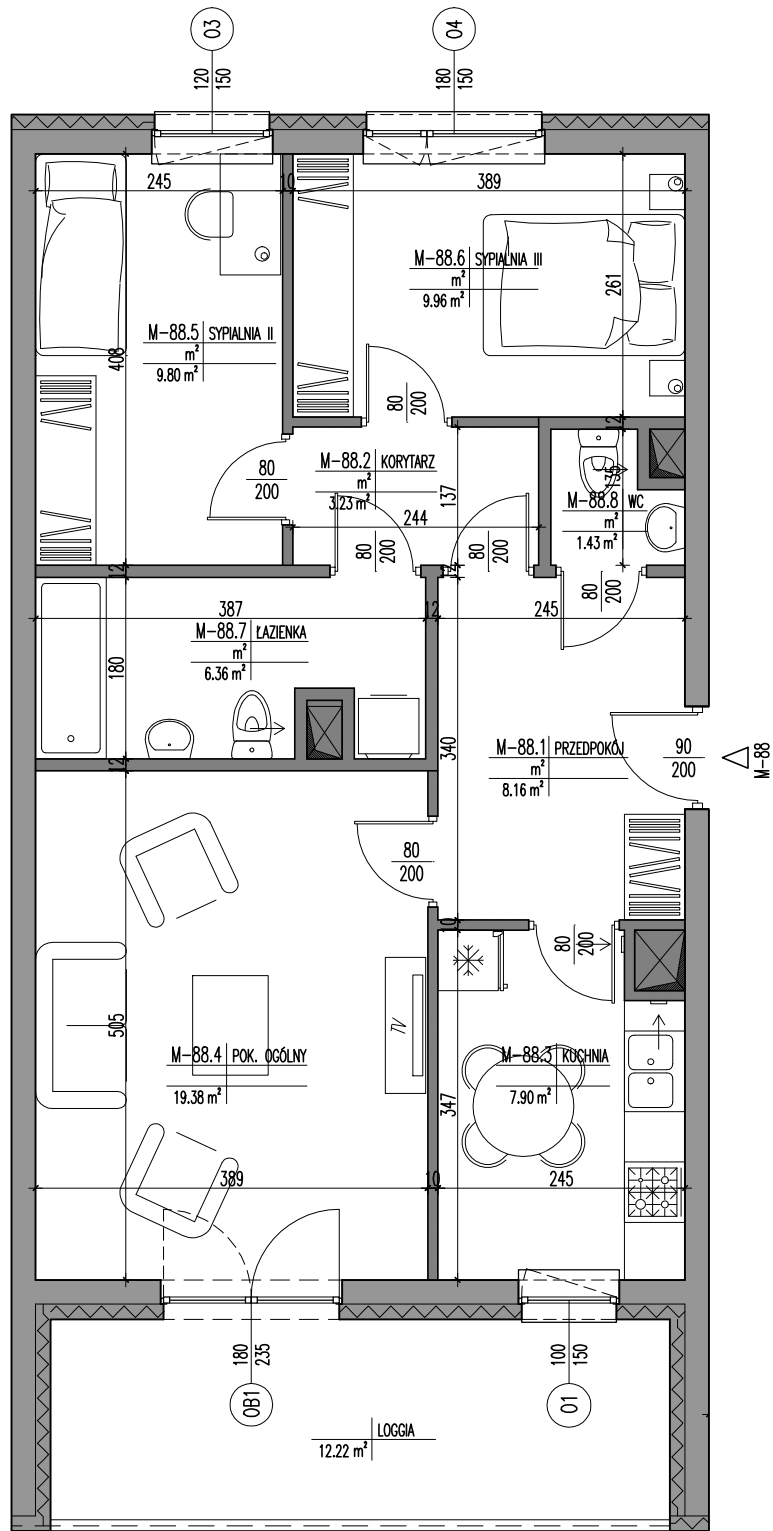 03
04
120
150
180
150
245
10
389
M-88.6 SYPIALNIA III
m²
9.96 m²
261
M-88.5 SYPIALNIA II
m²
9.80 m²
408
80
200
12
M-88.2 KORYTARZ
m²
3.23 m²
80
200
137
135
M-88.8 WC
m²
1.43 m²
244
80
200
80
200
80
200
12
12
387
12
245
M-88.7 ŁAZIENKA
m²
6.36 m²
180
340
M-88.1 PRZEDPOKÓJ
m²
8.16 m²
90
200
M-88
12
80
200
10
80
200
505
TV
M-88.4 POK. OGÓLNY
19.38 m²
M-88.3 KUCHNIA
7.90 m²
347
389
10
245
180
235
100
150
OB1
01
LOGGIA
12.22 m²